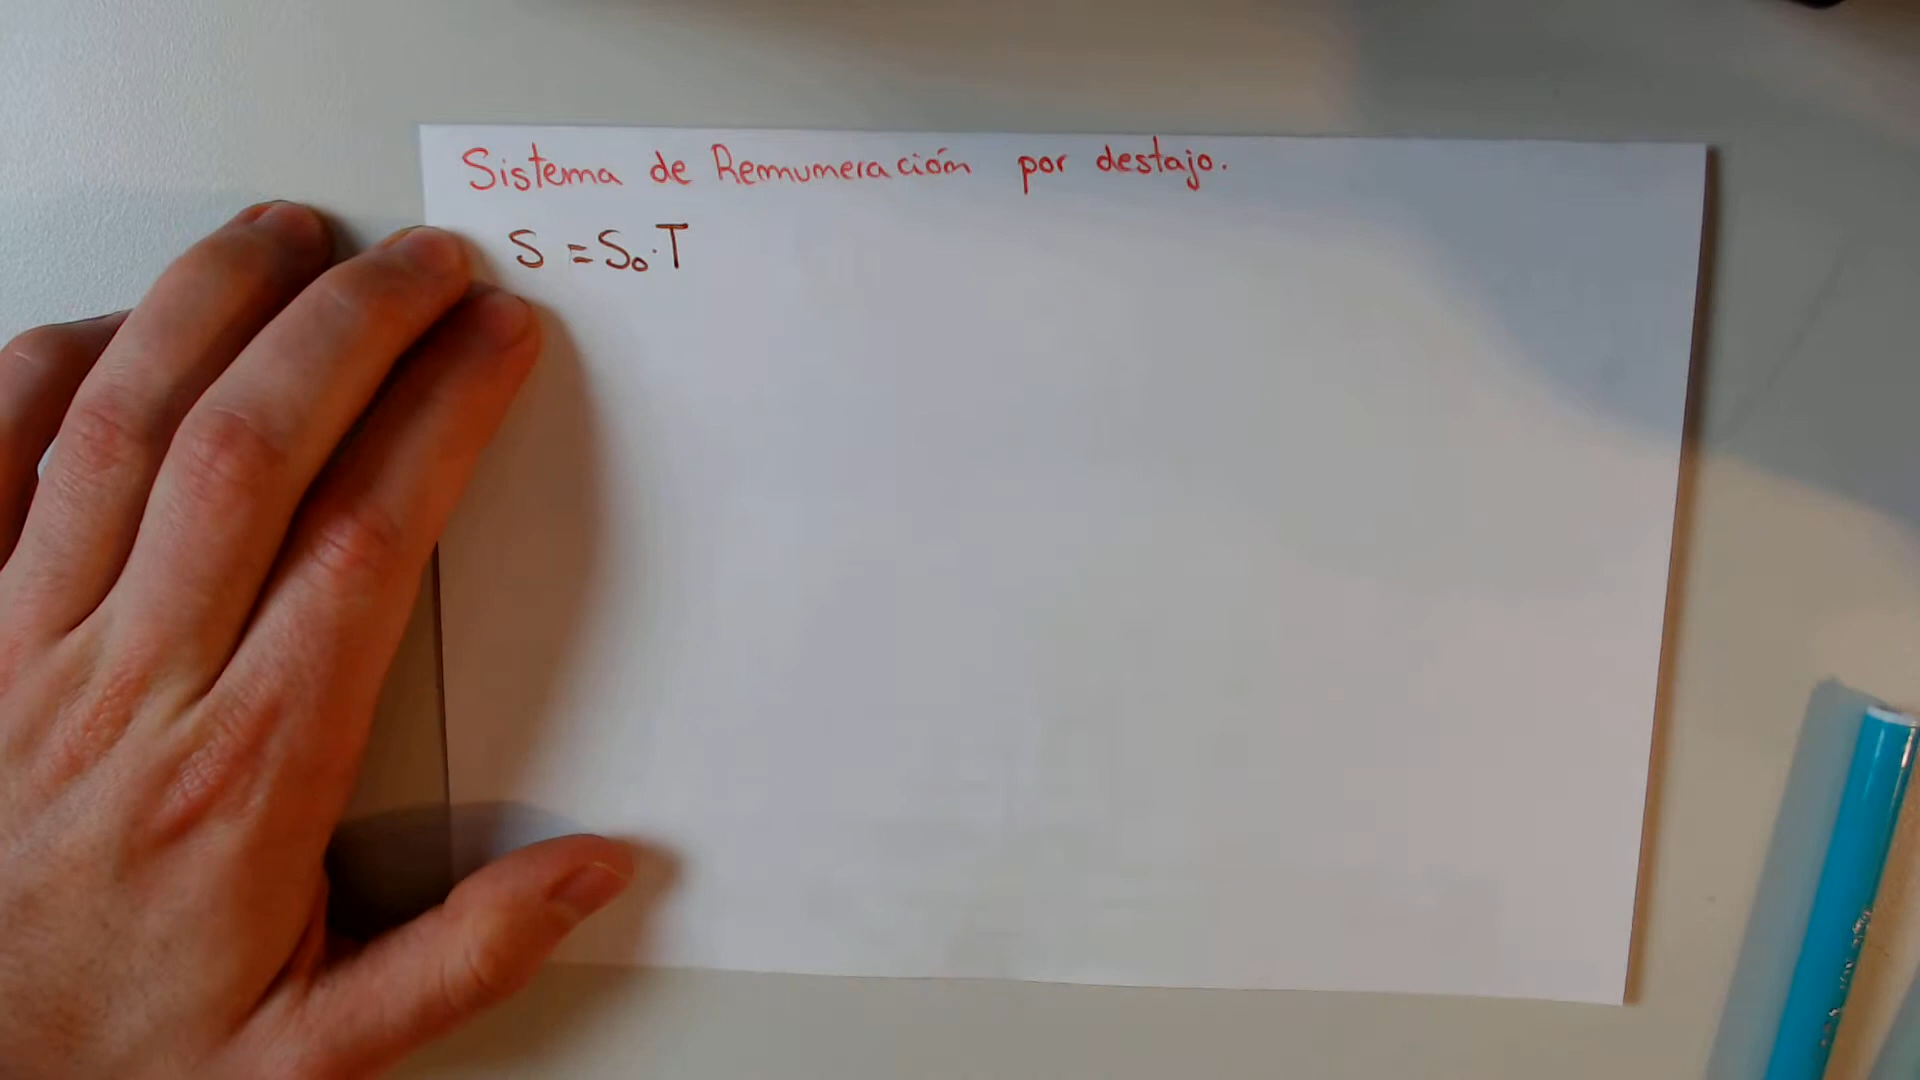 Sistema de Remuneración por destajo.
S = S₀·T